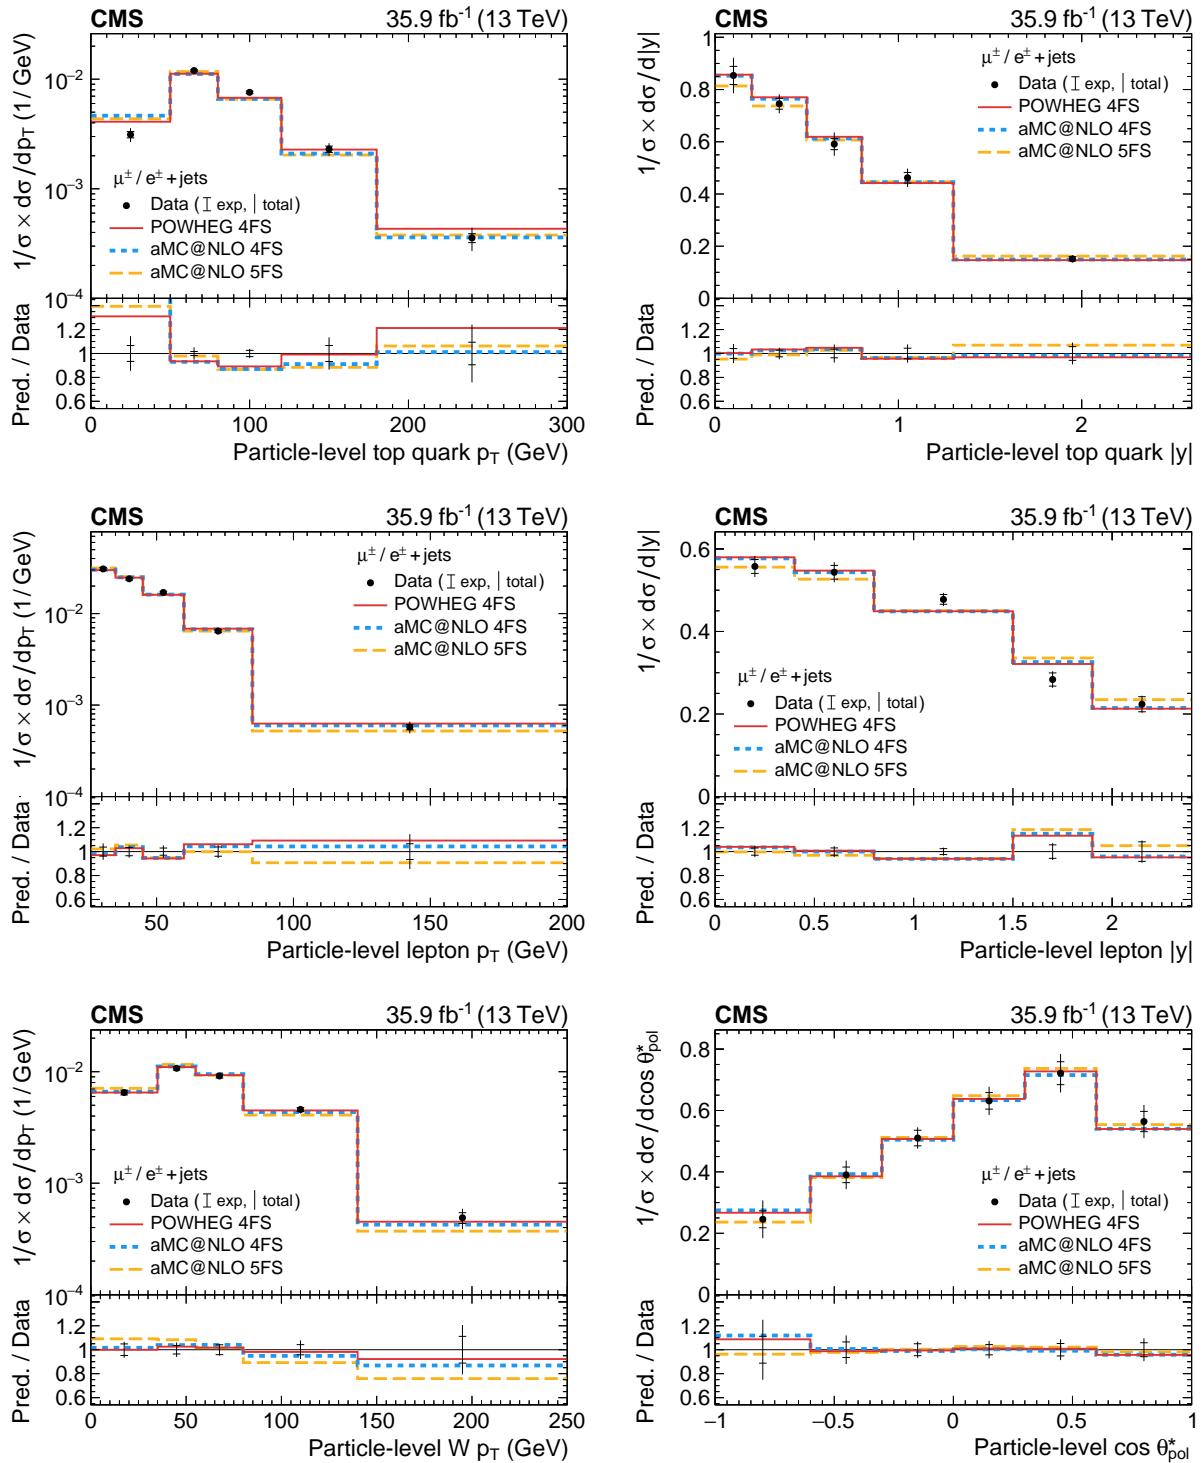 CMS 35.9 fb⁻¹ (13 TeV)
1/σ × dσ/dp_T (1 / GeV)
10⁻²
10⁻³
10⁻⁴
μ± / e± + jets
Data (I exp, | total)
POWHEG 4FS
aMC@NLO 4FS
aMC@NLO 5FS
Pred. / Data
1.2
1
0.8
0.6
0 100 200 300
Particle-level top quark p_T (GeV)
CMS 35.9 fb⁻¹ (13 TeV)
1/σ × dσ/d|y|
1
0.8
0.6
0.4
0.2
0
μ± / e± + jets
Data (I exp, | total)
POWHEG 4FS
aMC@NLO 4FS
aMC@NLO 5FS
Pred. / Data
1.2
1
0.8
0.6
0 1 2
Particle-level top quark |y|
CMS 35.9 fb⁻¹ (13 TeV)
1/σ × dσ/dp_T (1 / GeV)
10⁻²
10⁻³
10⁻⁴
μ± / e± + jets
Data (I exp, | total)
POWHEG 4FS
aMC@NLO 4FS
aMC@NLO 5FS
Pred. / Data
1.2
1
0.8
0.6
50 100 150 200
Particle-level lepton p_T (GeV)
CMS 35.9 fb⁻¹ (13 TeV)
1/σ × dσ/d|y|
0.6
0.4
0.2
0
μ± / e± + jets
Data (I exp, | total)
POWHEG 4FS
aMC@NLO 4FS
aMC@NLO 5FS
Pred. / Data
1.2
1
0.8
0.6
0 0.5 1 1.5 2
Particle-level lepton |y|
CMS 35.9 fb⁻¹ (13 TeV)
1/σ × dσ/dp_T (1 / GeV)
10⁻²
10⁻³
10⁻⁴
μ± / e± + jets
Data (I exp, | total)
POWHEG 4FS
aMC@NLO 4FS
aMC@NLO 5FS
Pred. / Data
1.2
1
0.8
0.6
0 50 100 150 200 250
Particle-level W p_T (GeV)
CMS 35.9 fb⁻¹ (13 TeV)
1/σ × dσ/dcos θ*_pol
0.8
0.6
0.4
0.2
0
μ± / e± + jets
Data (I exp, | total)
POWHEG 4FS
aMC@NLO 4FS
aMC@NLO 5FS
Pred. / Data
1.2
1
0.8
0.6
−1 −0.5 0 0.5 1
Particle-level cos θ*_pol